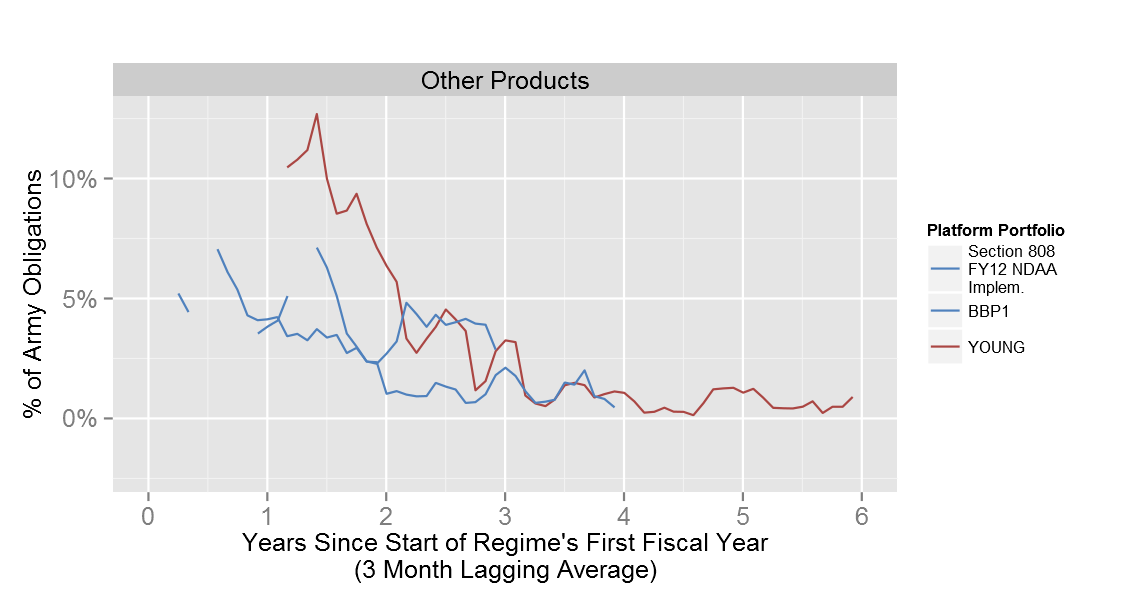 Other Products
% of Army Obligations
10%
5%
0%
0 1 2 3 4 5 6
Years Since Start of Regime's First Fiscal Year
(3 Month Lagging Average)
Platform Portfolio
Section 808
FY12 NDAA
Implem.
BBP1
YOUNG